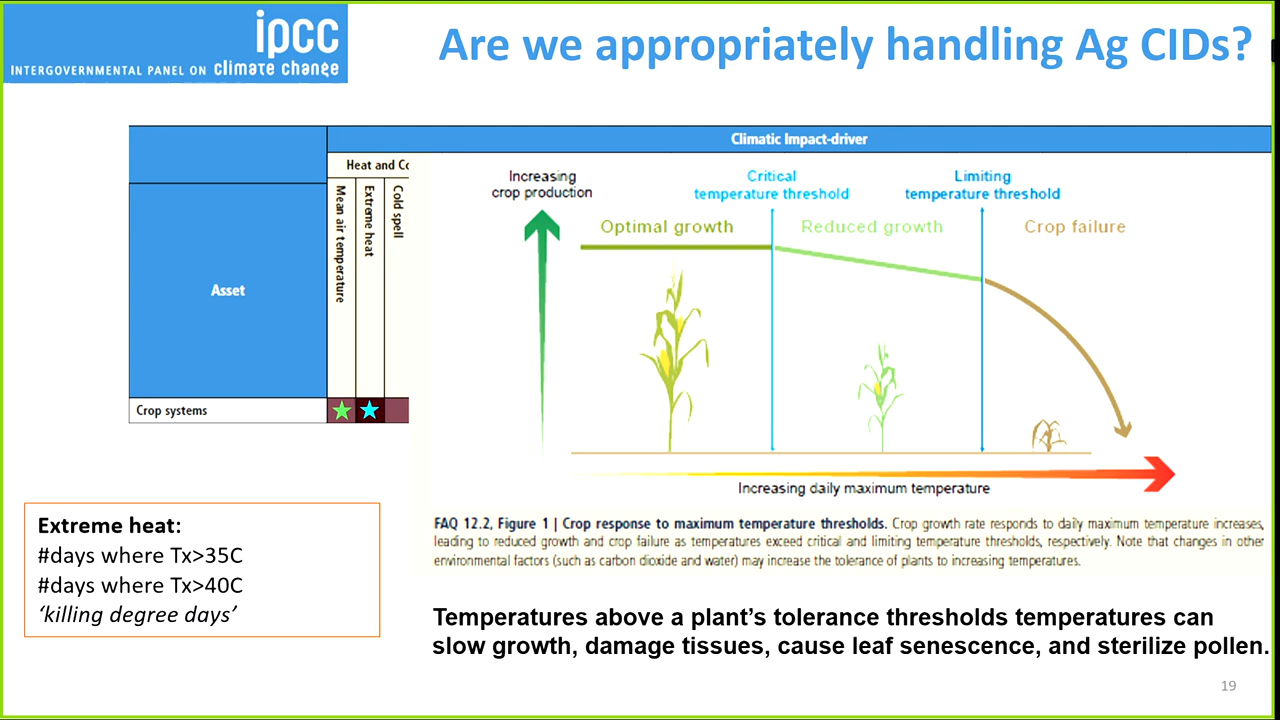 ipcc
INTERGOVERNMENTAL PANEL ON climate change
Are we appropriately handling Ag CIDs?
Climatic Impact-driver
Heat and Co
Mean air temperature
Extreme heat
Cold spell
Asset
Crop systems
Increasing
crop production
Critical
temperature threshold
Limiting
temperature threshold
Optimal growth
Reduced growth
Crop failure
Increasing daily maximum temperature
FAQ 12.2, Figure 1 | Crop response to maximum temperature thresholds. Crop growth rate responds to daily maximum temperature increases,
leading to reduced growth and crop failure as temperatures exceed critical and limiting temperature thresholds, respectively. Note that changes in other
environmental factors (such as carbon dioxide and water) may increase the tolerance of plants to increasing temperatures.
Extreme heat:
#days where Tx>35C
#days where Tx>40C
‘killing degree days’
Temperatures above a plant’s tolerance thresholds temperatures can
slow growth, damage tissues, cause leaf senescence, and sterilize pollen.
19